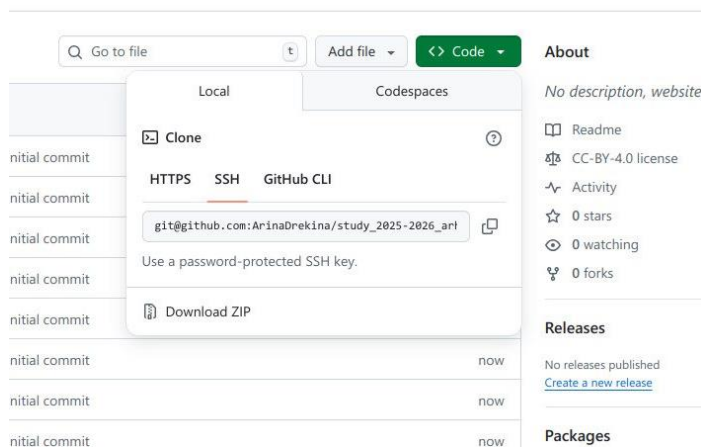 Go to file
t
Add file
<> Code
Local
Codespaces
Clone
HTTPS SSH GitHub CLI
git@github.com:ArinaDrekina/study_2025-2026_arh
Use a password-protected SSH key.
Download ZIP
nitial commit
nitial commit
nitial commit
nitial commit
nitial commit
nitial commit now
nitial commit now
nitial commit now
About
No description, website
Readme
CC-BY-4.0 license
Activity
0 stars
0 watching
0 forks
Releases
No releases published
Create a new release
Packages